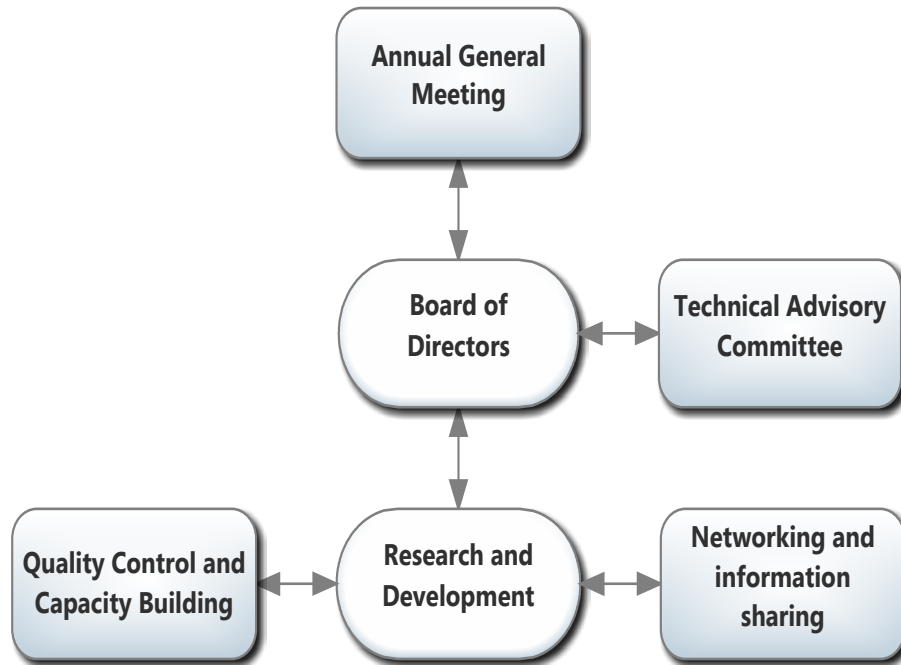 Annual General
Meeting
Board of
Directors
Technical Advisory
Committee
Quality Control and
Capacity Building
Research and
Development
Networking and
information
sharing